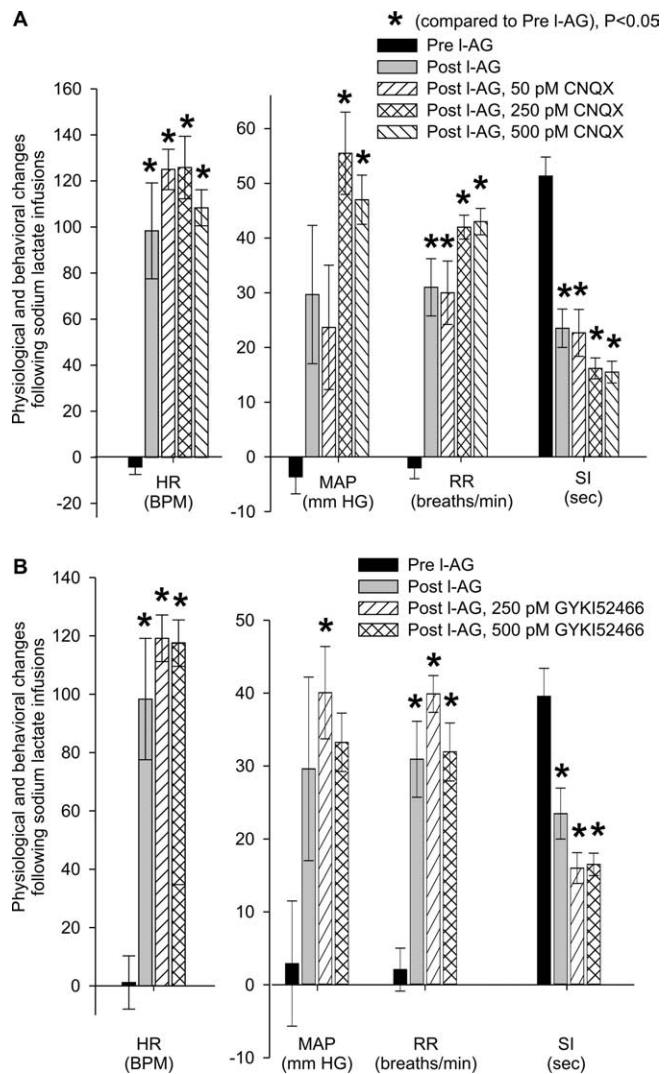 A
* (compared to Pre l-AG), P<0.05
Pre l-AG
Post l-AG
Post l-AG, 50 pM CNQX
Post l-AG, 250 pM CNQX
Post l-AG, 500 pM CNQX
Physiological and behavioral changes
following sodium lactate infusions
160
140
120
100
80
60
40
20
0
-20
60
50
40
30
20
10
0
-10
* * * *
* *
** * *
** * *
HR
(BPM)
MAP
(mm HG)
RR
(breaths/min)
SI
(sec)
B
Pre l-AG
Post l-AG
Post l-AG, 250 pM GYKI52466
Post l-AG, 500 pM GYKI52466
Physiological and behavioral changes
following sodium lactate infusions
140
120
100
80
60
40
20
0
50
40
30
20
10
0
-10
* * *
*
* * *
* * *
HR
(BPM)
MAP
(mm HG)
RR
(breaths/min)
SI
(sec)